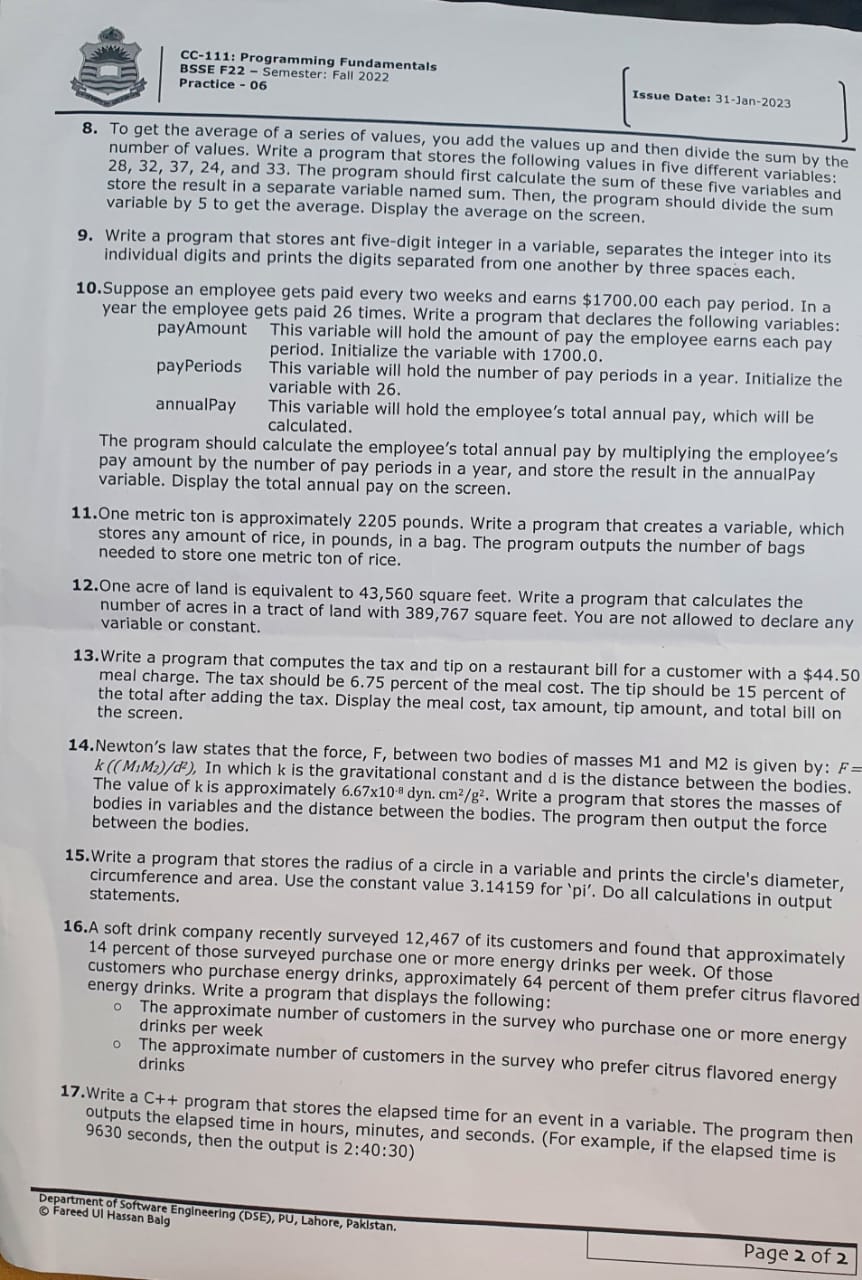 CC-111: Programming Fundamentals
BSSE F22 – Semester: Fall 2022
Practice - 06
Issue Date: 31-Jan-2023
8. To get the average of a series of values, you add the values up and then divide the sum by the
number of values. Write a program that stores the following values in five different variables:
28, 32, 37, 24, and 33. The program should first calculate the sum of these five variables and
store the result in a separate variable named sum. Then, the program should divide the sum
variable by 5 to get the average. Display the average on the screen.
9. Write a program that stores ant five-digit integer in a variable, separates the integer into its
individual digits and prints the digits separated from one another by three spaces each.
10.Suppose an employee gets paid every two weeks and earns $1700.00 each pay period. In a
year the employee gets paid 26 times. Write a program that declares the following variables:
payAmount This variable will hold the amount of pay the employee earns each pay
period. Initialize the variable with 1700.0.
payPeriods This variable will hold the number of pay periods in a year. Initialize the
variable with 26.
annualPay This variable will hold the employee's total annual pay, which will be
calculated.
The program should calculate the employee's total annual pay by multiplying the employee's
pay amount by the number of pay periods in a year, and store the result in the annualPay
variable. Display the total annual pay on the screen.
11.One metric ton is approximately 2205 pounds. Write a program that creates a variable, which
stores any amount of rice, in pounds, in a bag. The program outputs the number of bags
needed to store one metric ton of rice.
12.One acre of land is equivalent to 43,560 square feet. Write a program that calculates the
number of acres in a tract of land with 389,767 square feet. You are not allowed to declare any
variable or constant.
13.Write a program that computes the tax and tip on a restaurant bill for a customer with a $44.50
meal charge. The tax should be 6.75 percent of the meal cost. The tip should be 15 percent of
the total after adding the tax. Display the meal cost, tax amount, tip amount, and total bill on
the screen.
14.Newton's law states that the force, F, between two bodies of masses M1 and M2 is given by: F=
k ((M₁M₂)/d²), In which k is the gravitational constant and d is the distance between the bodies.
The value of k is approximately 6.67x10⁻⁸ dyn. cm²/g². Write a program that stores the masses of
bodies in variables and the distance between the bodies. The program then output the force
between the bodies.
15.Write a program that stores the radius of a circle in a variable and prints the circle's diameter,
circumference and area. Use the constant value 3.14159 for 'pi'. Do all calculations in output
statements.
16.A soft drink company recently surveyed 12,467 of its customers and found that approximately
14 percent of those surveyed purchase one or more energy drinks per week. Of those
customers who purchase energy drinks, approximately 64 percent of them prefer citrus flavored
energy drinks. Write a program that displays the following:
o The approximate number of customers in the survey who purchase one or more energy
drinks per week
o The approximate number of customers in the survey who prefer citrus flavored energy
drinks
17.Write a C++ program that stores the elapsed time for an event in a variable. The program then
outputs the elapsed time in hours, minutes, and seconds. (For example, if the elapsed time is
9630 seconds, then the output is 2:40:30)
Department of Software Engineering (DSE), PU, Lahore, Pakistan.
© Fareed Ul Hassan Baig
Page 2 of 2